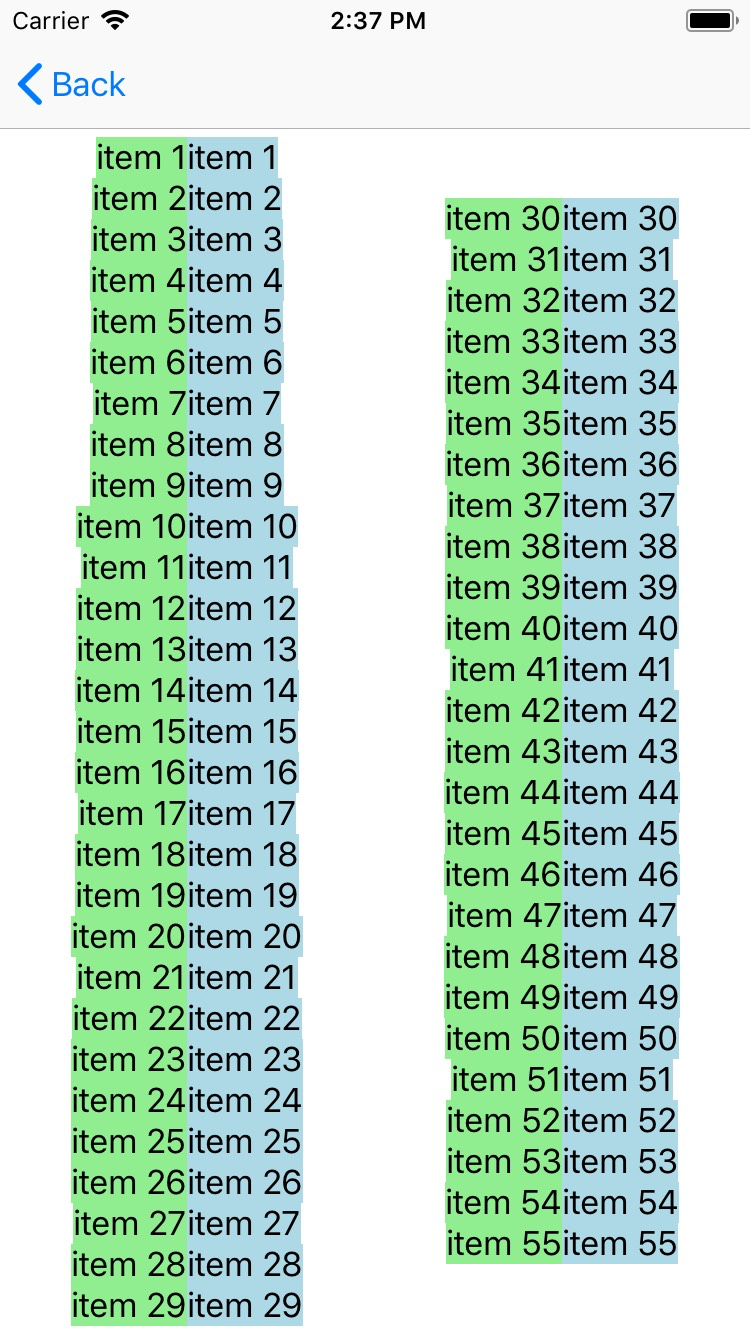 Carrier 2:37 PM
Back
item 1item 1
item 2item 2
item 3item 3
item 4item 4
item 5item 5
item 6item 6
item 7item 7
item 8item 8
item 9item 9
item 10item 10
item 11item 11
item 12item 12
item 13item 13
item 14item 14
item 15item 15
item 16item 16
item 17item 17
item 18item 18
item 19item 19
item 20item 20
item 21item 21
item 22item 22
item 23item 23
item 24item 24
item 25item 25
item 26item 26
item 27item 27
item 28item 28
item 29item 29
item 30item 30
item 31item 31
item 32item 32
item 33item 33
item 34item 34
item 35item 35
item 36item 36
item 37item 37
item 38item 38
item 39item 39
item 40item 40
item 41item 41
item 42item 42
item 43item 43
item 44item 44
item 45item 45
item 46item 46
item 47item 47
item 48item 48
item 49item 49
item 50item 50
item 51item 51
item 52item 52
item 53item 53
item 54item 54
item 55item 55